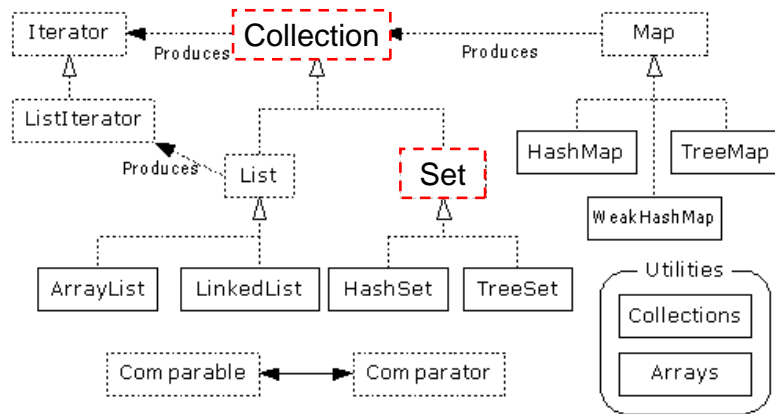 Iterator
Produces
Collection
Produces
Map
ListIterator
Produces
List
Set
HashMap
TreeMap
WeakHashMap
ArrayList
LinkedList
HashSet
TreeSet
Utilities
Collections
Arrays
Comparable
Comparator